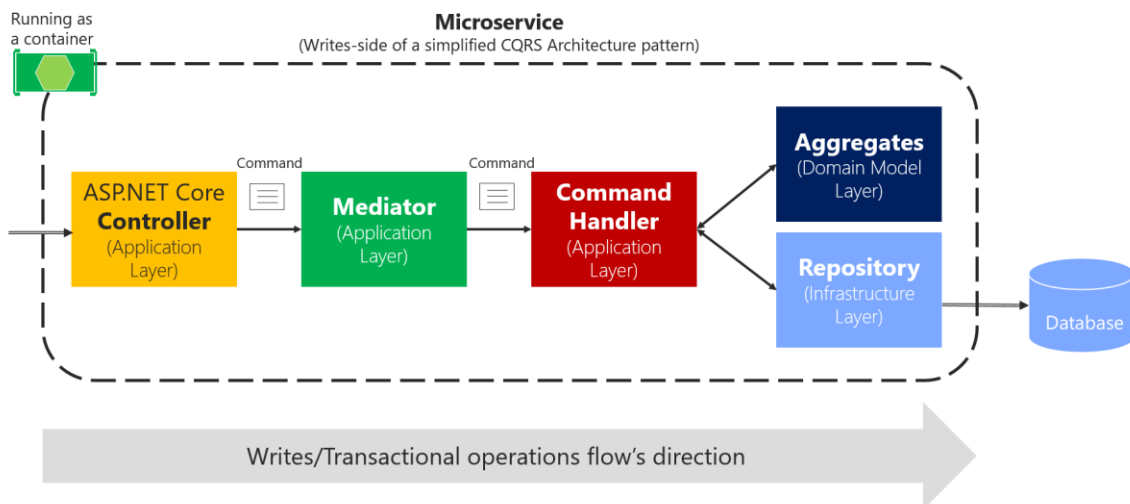 Running as
a container
Microservice
(Writes-side of a simplified CQRS Architecture pattern)
Command
ASP.NET Core
Controller
(Application
Layer)
Mediator
(Application
Layer)
Command
Command
Handler
(Application
Layer)
Aggregates
(Domain Model
Layer)
Repository
(Infrastructure
Layer)
Database
Writes/Transactional operations flow's direction